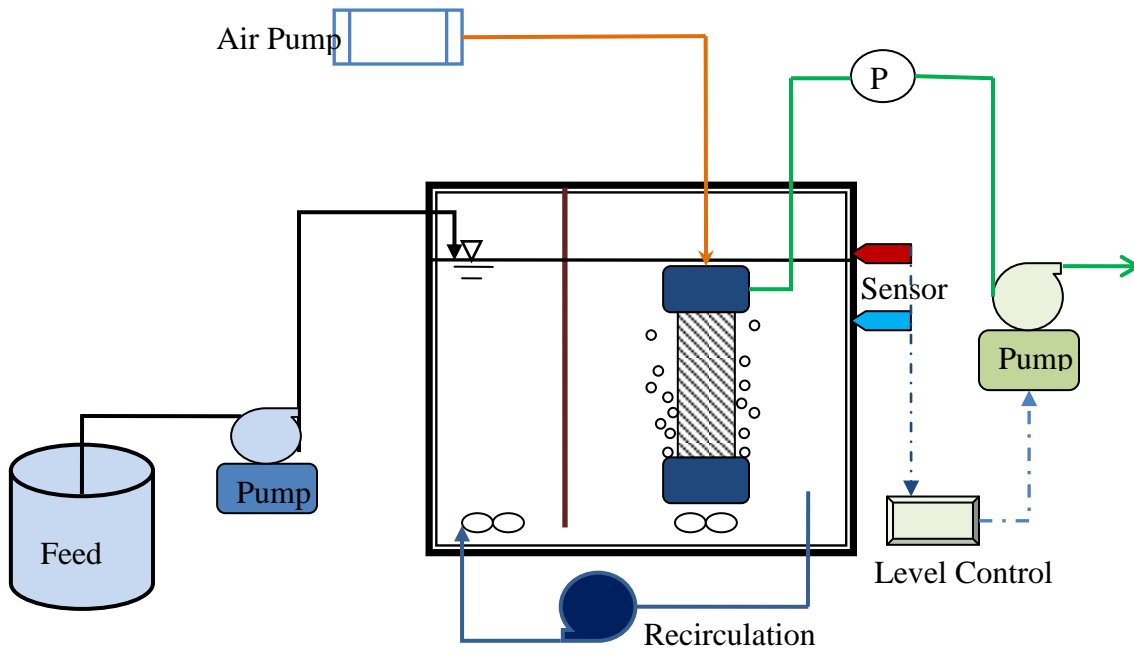 Air Pump
P
Sensor
Pump
Pump
Feed
Level Control
Recirculation